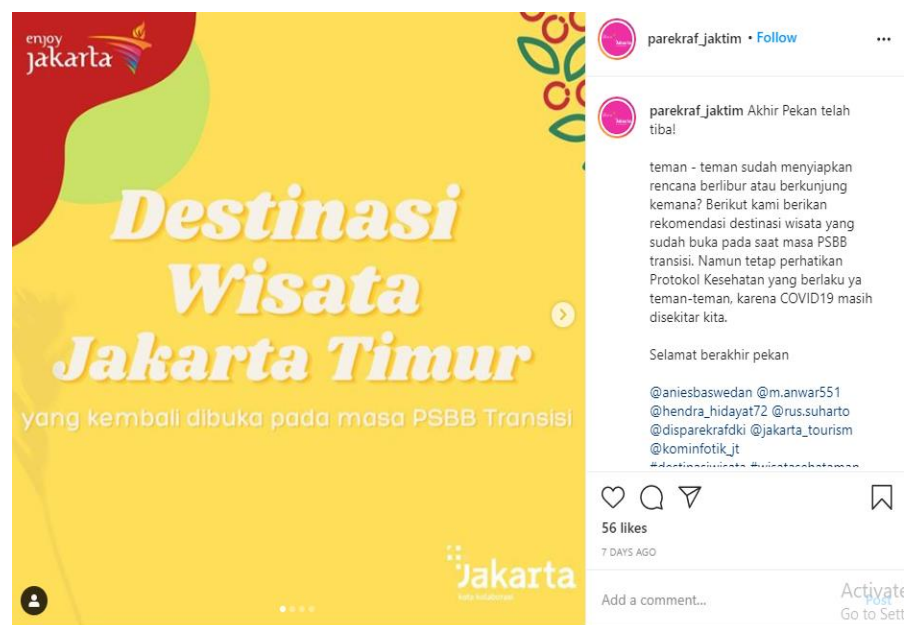 enjoy
jakarta
Destinasi
Wisata
Jakarta Timur
yang kembali dibuka pada masa PSBB Transisi
Jakarta
kota kolaborasi
parekraf_jaktim • Follow
parekraf_jaktim Akhir Pekan telah
tiba!
teman - teman sudah menyiapkan
rencana berlibur atau berkunjung
kemana? Berikut kami berikan
rekomendasi destinasi wisata yang
sudah buka pada saat masa PSBB
transisi. Namun tetap perhatikan
Protokol Kesehatan yang berlaku ya
teman-teman, karena COVID19 masih
disekitar kita.
Selamat berakhir pekan
@aniesbaswedan @m.anwar551
@hendra_hidayat72 @rus.suharto
@disparekrafdki @jakarta_tourism
@kominfotik_jt
#destinasiwisata #wisatasehataman
56 likes
7 DAYS AGO
Add a comment...
Post
Activate
Go to Sett